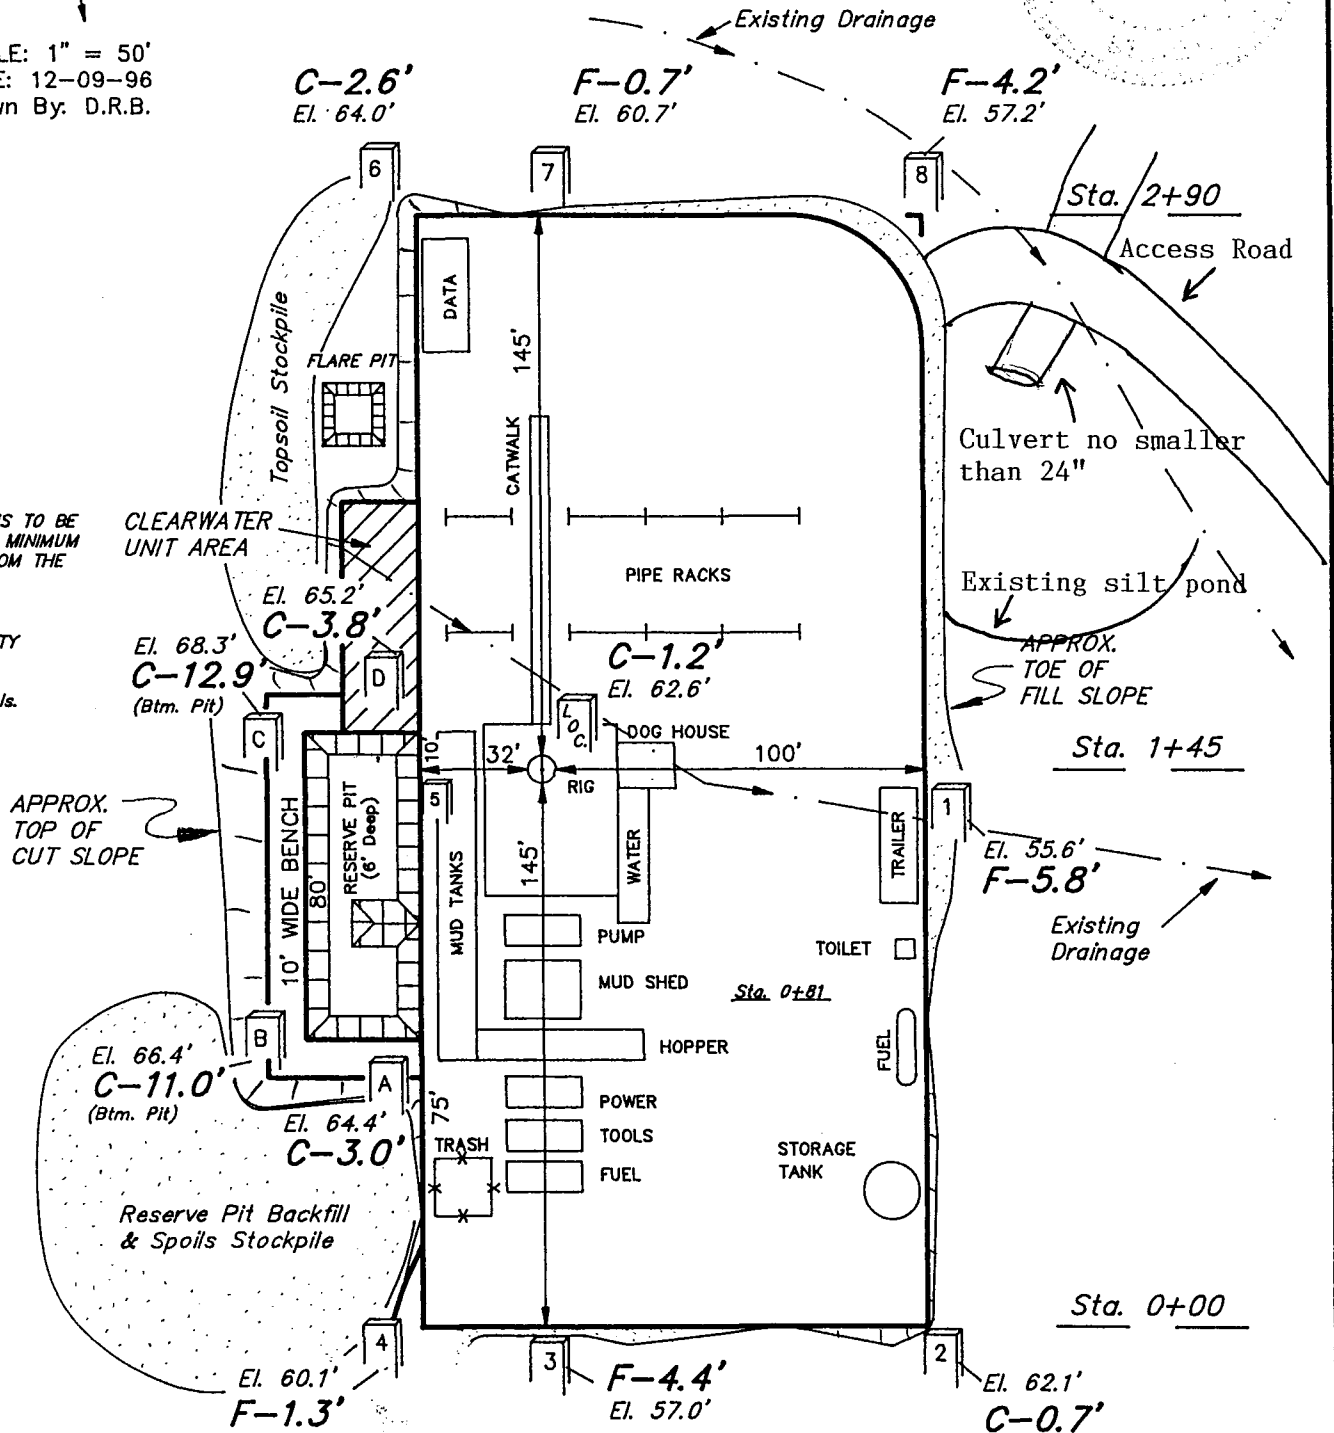 Existing Drainage
LE: 1" = 50'
E: 12-09-96
wn By: D.R.B.
C-2.6'
El. 64.0'
F-0.7'
El. 60.7'
F-4.2'
El. 57.2'
6
7
8
Sta. 2+90
Access Road
DATA
Topsoil Stockpile
FLARE PIT
145'
CATWALK
Culvert no smaller
than 24"
S TO BE
MINIMUM
OM THE
CLEARWATER
UNIT AREA
PIPE RACKS
Existing silt pond
El. 65.2'
C-3.8'
TY
ls.
El. 68.3'
C-12.9'
(Btm. Pit)
D
C-1.2'
El. 62.6'
APPROX.
TOE OF
FILL SLOPE
C
LOC.
DOG HOUSE
10'
32'
RIG
100'
Sta. 1+45
5
1
APPROX.
TOP OF
CUT SLOPE
10' WIDE BENCH
80'
RESERVE PIT
(6' Deep)
MUD TANKS
145'
WATER
TRAILER
El. 55.6'
F-5.8'
Existing
Drainage
PUMP
TOILET
MUD SHED
Sta. 0+81
B
HOPPER
FUEL
El. 66.4'
C-11.0'
(Btm. Pit)
A
El. 64.4'
C-3.0'
75'
POWER
TOOLS
TRASH
FUEL
STORAGE
TANK
Reserve Pit Backfill
& Spoils Stockpile
Sta. 0+00
4
3
2
El. 60.1'
F-1.3'
F-4.4'
El. 57.0'
El. 62.1'
C-0.7'